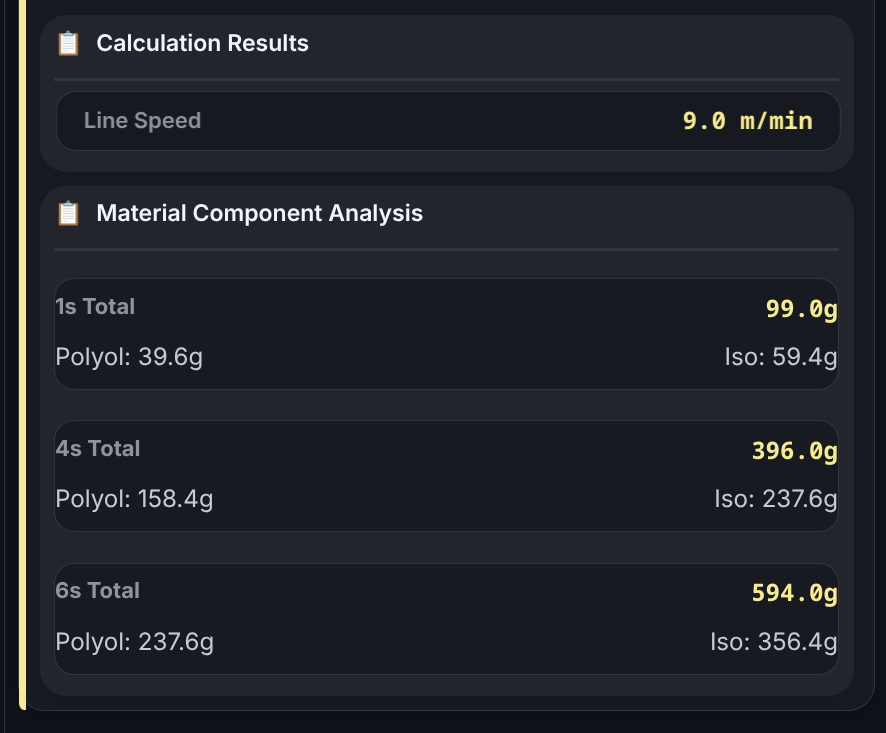 📋 Calculation Results
Line Speed 9.0 m/min
📋 Material Component Analysis
1s Total 99.0g
Polyol: 39.6g Iso: 59.4g
4s Total 396.0g
Polyol: 158.4g Iso: 237.6g
6s Total 594.0g
Polyol: 237.6g Iso: 356.4g